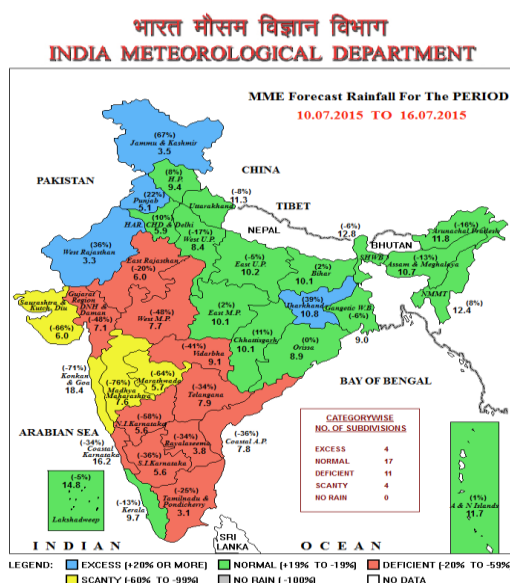 भारत मौसम विज्ञान विभाग
INDIA METEOROLOGICAL DEPARTMENT
MME Forecast Rainfall For The PERIOD
10.07.2015 TO 16.07.2015
(67%)
Jammu & Kashmir
3.5
(8%)
H.P.
9.4
CHINA
PAKISTAN
(22%)
Punjab
5.1
Uttarakhand
(-8%)
11.3
TIBET
(10%)
HAR, CHD & Delhi
5.9
(-17%)
West U.P.
8.4
NEPAL
(-6%)
12.8
BHUTAN
(-16%)
Arunachal Pradesh
11.8
(36%)
West Rajasthan
3.3
East Rajasthan
(-20%)
6.0
(-5%)
East U.P.
10.2
(2%)
Bihar
10.1
SHWB
(-13%)
Assam & Meghalaya
10.7
NMMT
(8%)
12.4
Saurashtra &
Kutch, Diu
(-66%)
6.0
Gujarat
Region
DNH &
Daman
(-48%)
7.1
(-48%)
West M.P.
7.7
(2%)
East M.P.
10.1
(39%)
Jharkhand
10.8
Gangetic W.B.
(-6%)
9.0
(11%)
Chhattisgarh
10.1
(0%)
Orissa
8.9
(-41%)
Vidarbha
9.1
(-71%)
Konkan
& Goa
18.4
(-76%)
Madhya
Maharashtra
7.6
(-64%)
Marathwada
5.7
(-34%)
Telangana
7.9
BAY OF BENGAL
ARABIAN SEA
(-34%)
Coastal
Karnataka
16.2
(-58%)
N.I.Karnataka
5.6
(-34%)
Rayalaseema
3.8
(-36%)
Coastal A.P.
7.8
(-36%)
S.I.Karnataka
5.6
CATEGORYWISE
NO. OF SUBDIVISIONS
EXCESS 4
NORMAL 17
DEFICIENT 11
SCANTY 4
NO RAIN 0
(-5%)
14.8
Lakshadweep
(-13%)
Kerala
9.7
(-25%)
Tamilnadu &
Pondicherry
3.1
(1%)
A & N Islands
11.7
SRI
LANKA
INDIAN OCEAN
LEGEND: EXCESS (+20% OR MORE) NORMAL (+19% TO -19%) DEFICIENT (-20% TO -59%)
SCANTY (-60% TO -99%) NO RAIN (-100%) NO DATA